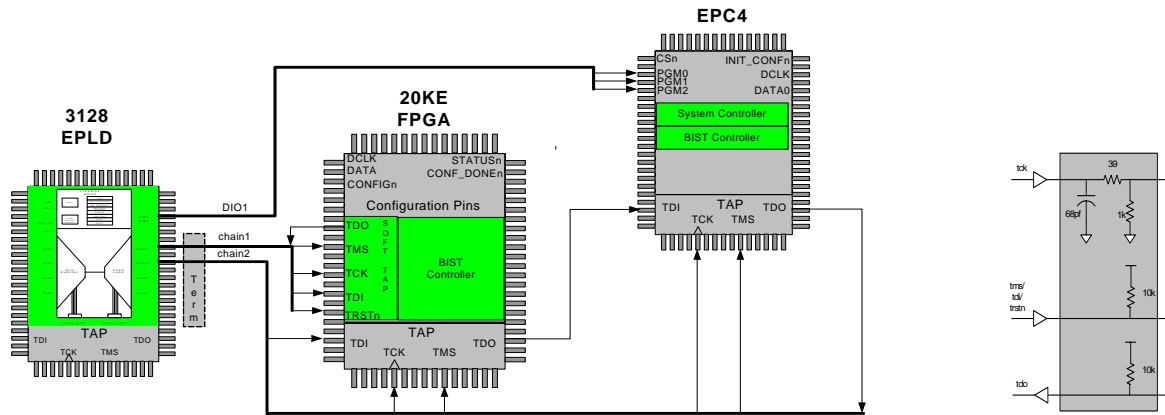 EPC4
CSn
INIT_CONFn
PGM0
DCLK
PGM1
PGM2
DATA0
System Controller
BIST Controller
TAP
TDI
TDO
TCK
TMS
20KE
FPGA
DCLK
STATUSn
DATA
CONF_DONEn
CONFIGn
Configuration Pins
TDO
TMS
TCK
TDI
TRSTn
SOFT TAP
BIST
Controller
TAP
TDI
TDO
TCK
TMS
3128
EPLD
TAP
TDI
TDO
TCK
TMS
DIO1
chain1
chain2
Term
tck
39
68pf
1k
10k
tms/
tdi/
trstn
10k
tdo